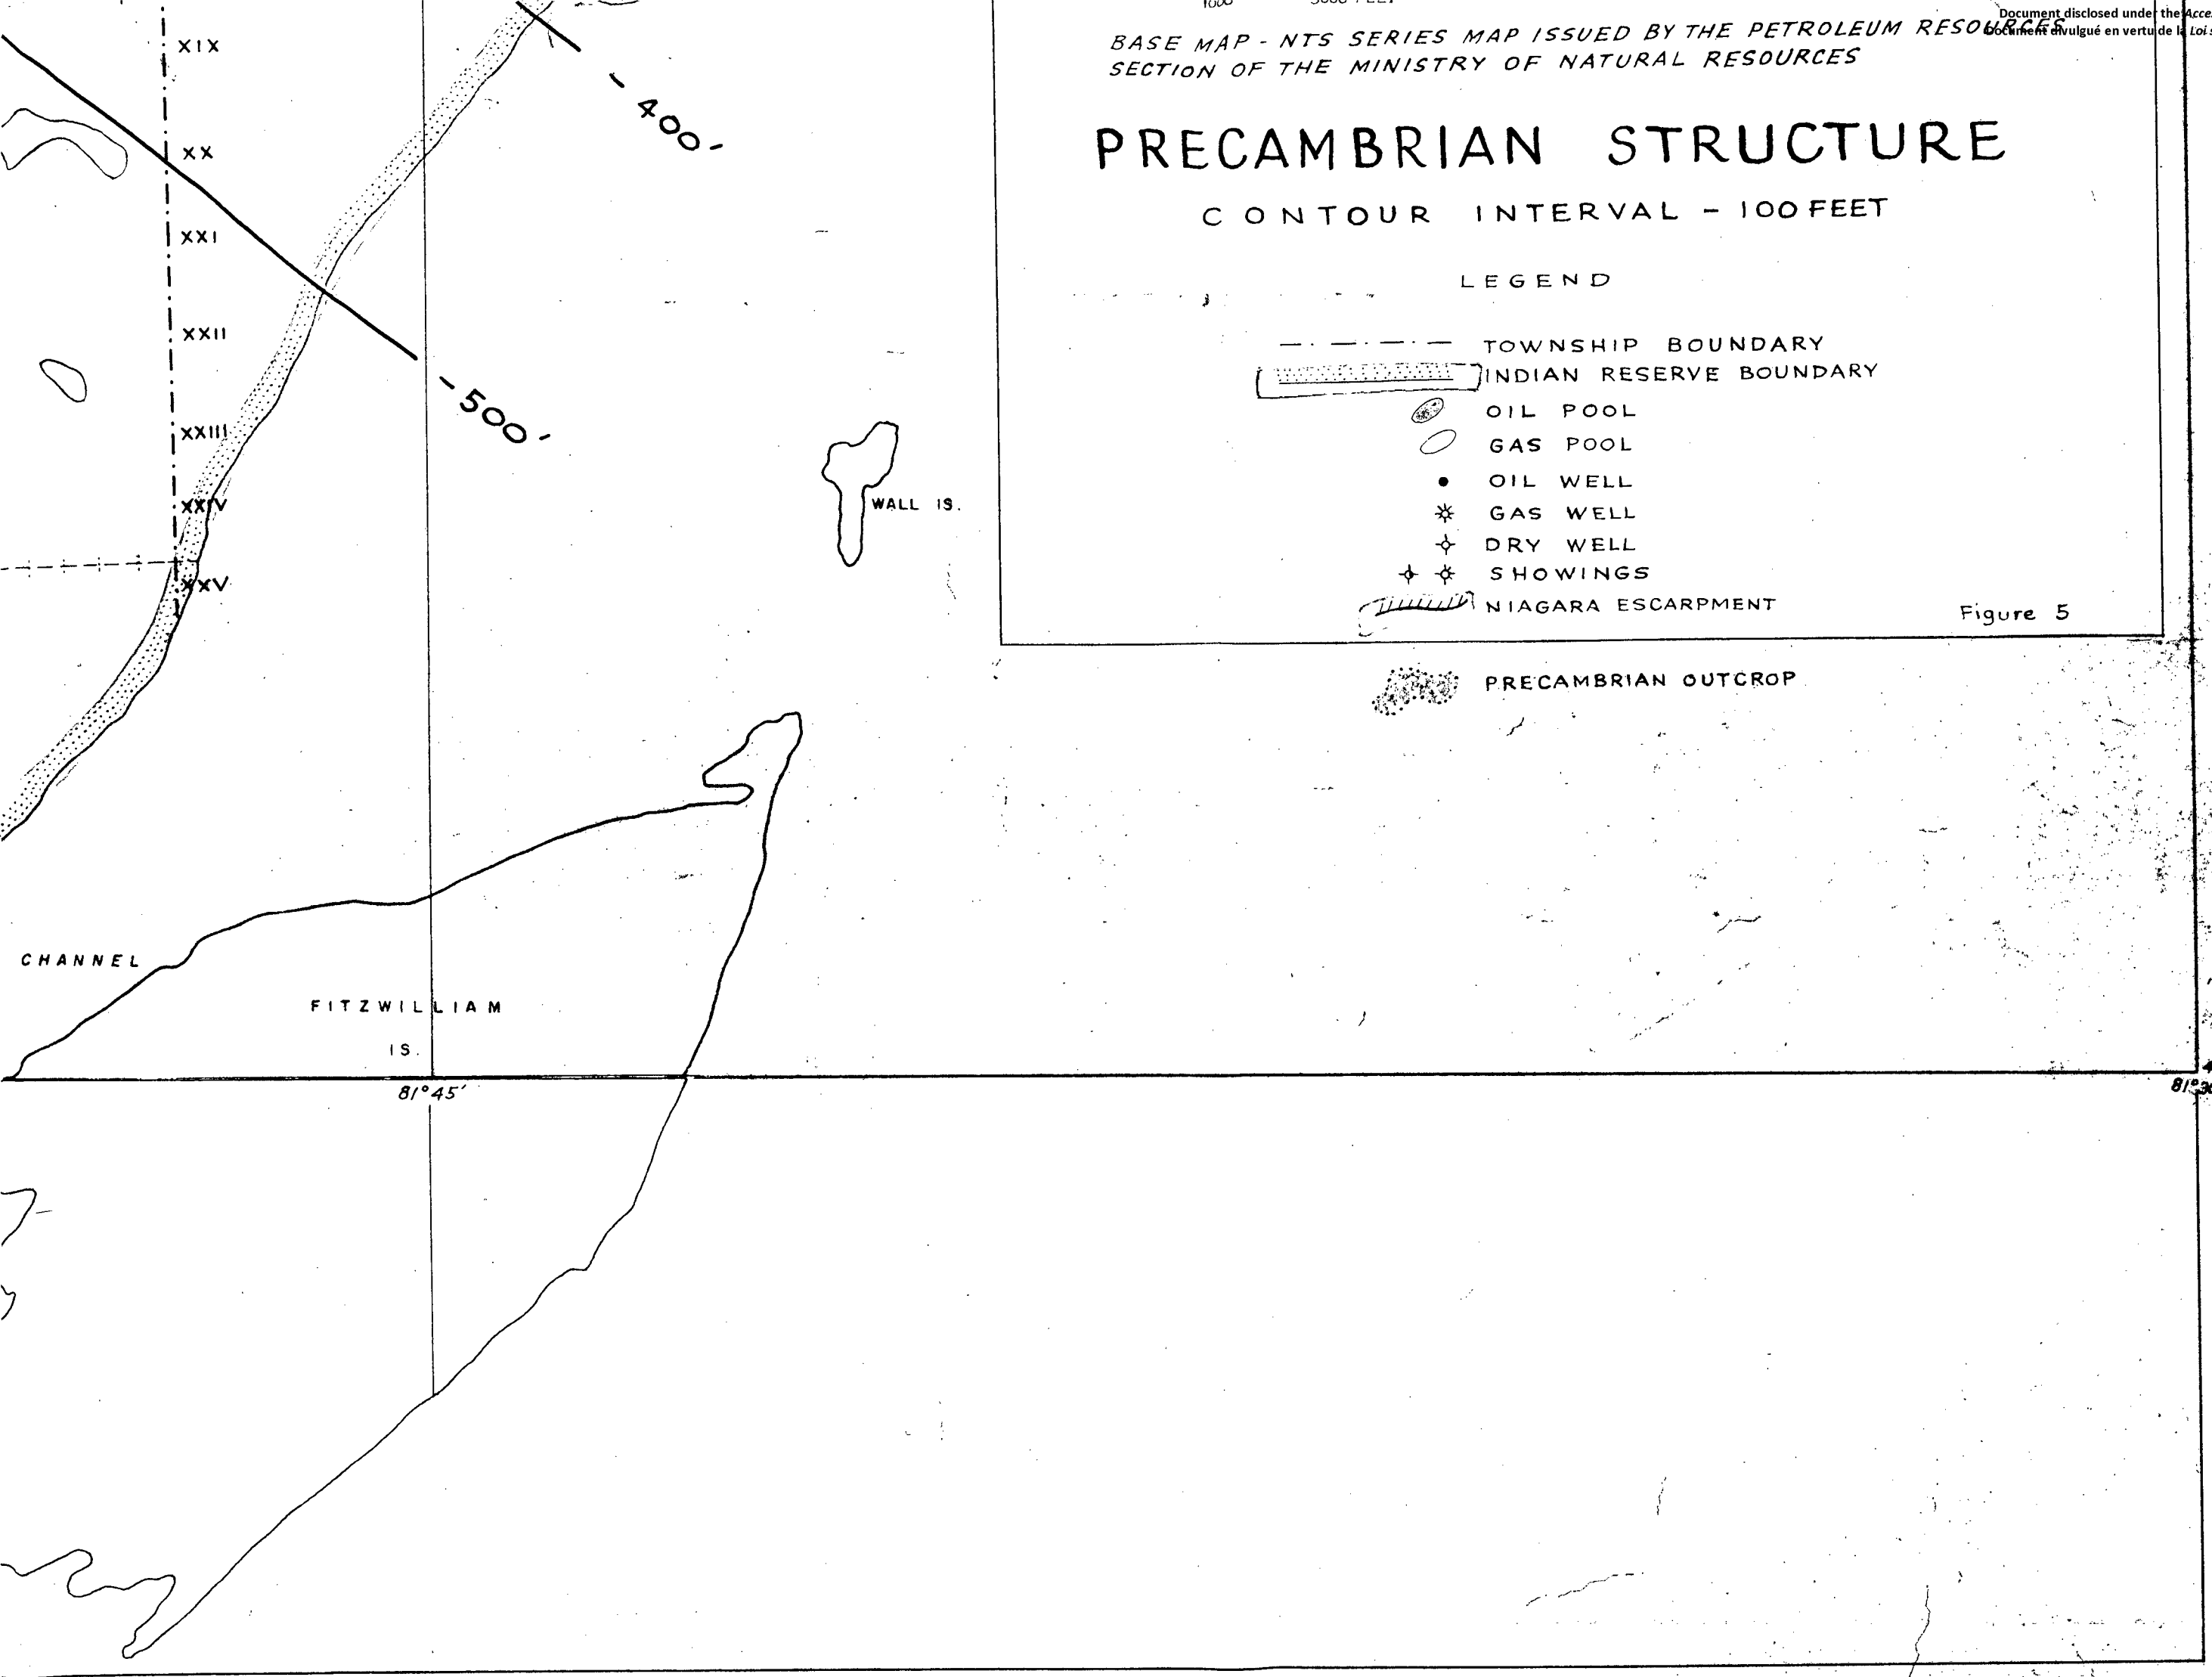 Document disclosed under the Acce
Document divulgué en vertu de la Loi s
BASE MAP - NTS SERIES MAP ISSUED BY THE PETROLEUM RESOURCES
SECTION OF THE MINISTRY OF NATURAL RESOURCES
PRECAMBRIAN STRUCTURE
CONTOUR INTERVAL - 100 FEET
LEGEND
TOWNSHIP BOUNDARY
INDIAN RESERVE BOUNDARY
OIL POOL
GAS POOL
OIL WELL
GAS WELL
DRY WELL
SHOWINGS
NIAGARA ESCARPMENT
Figure 5
PRECAMBRIAN OUTCROP
XIX
XX
XXI
XXII
XXIII
XXIV
XXV
- 400' -
- 500' -
WALL IS.
CHANNEL
FITZWILLIAM
IS.
81°45'